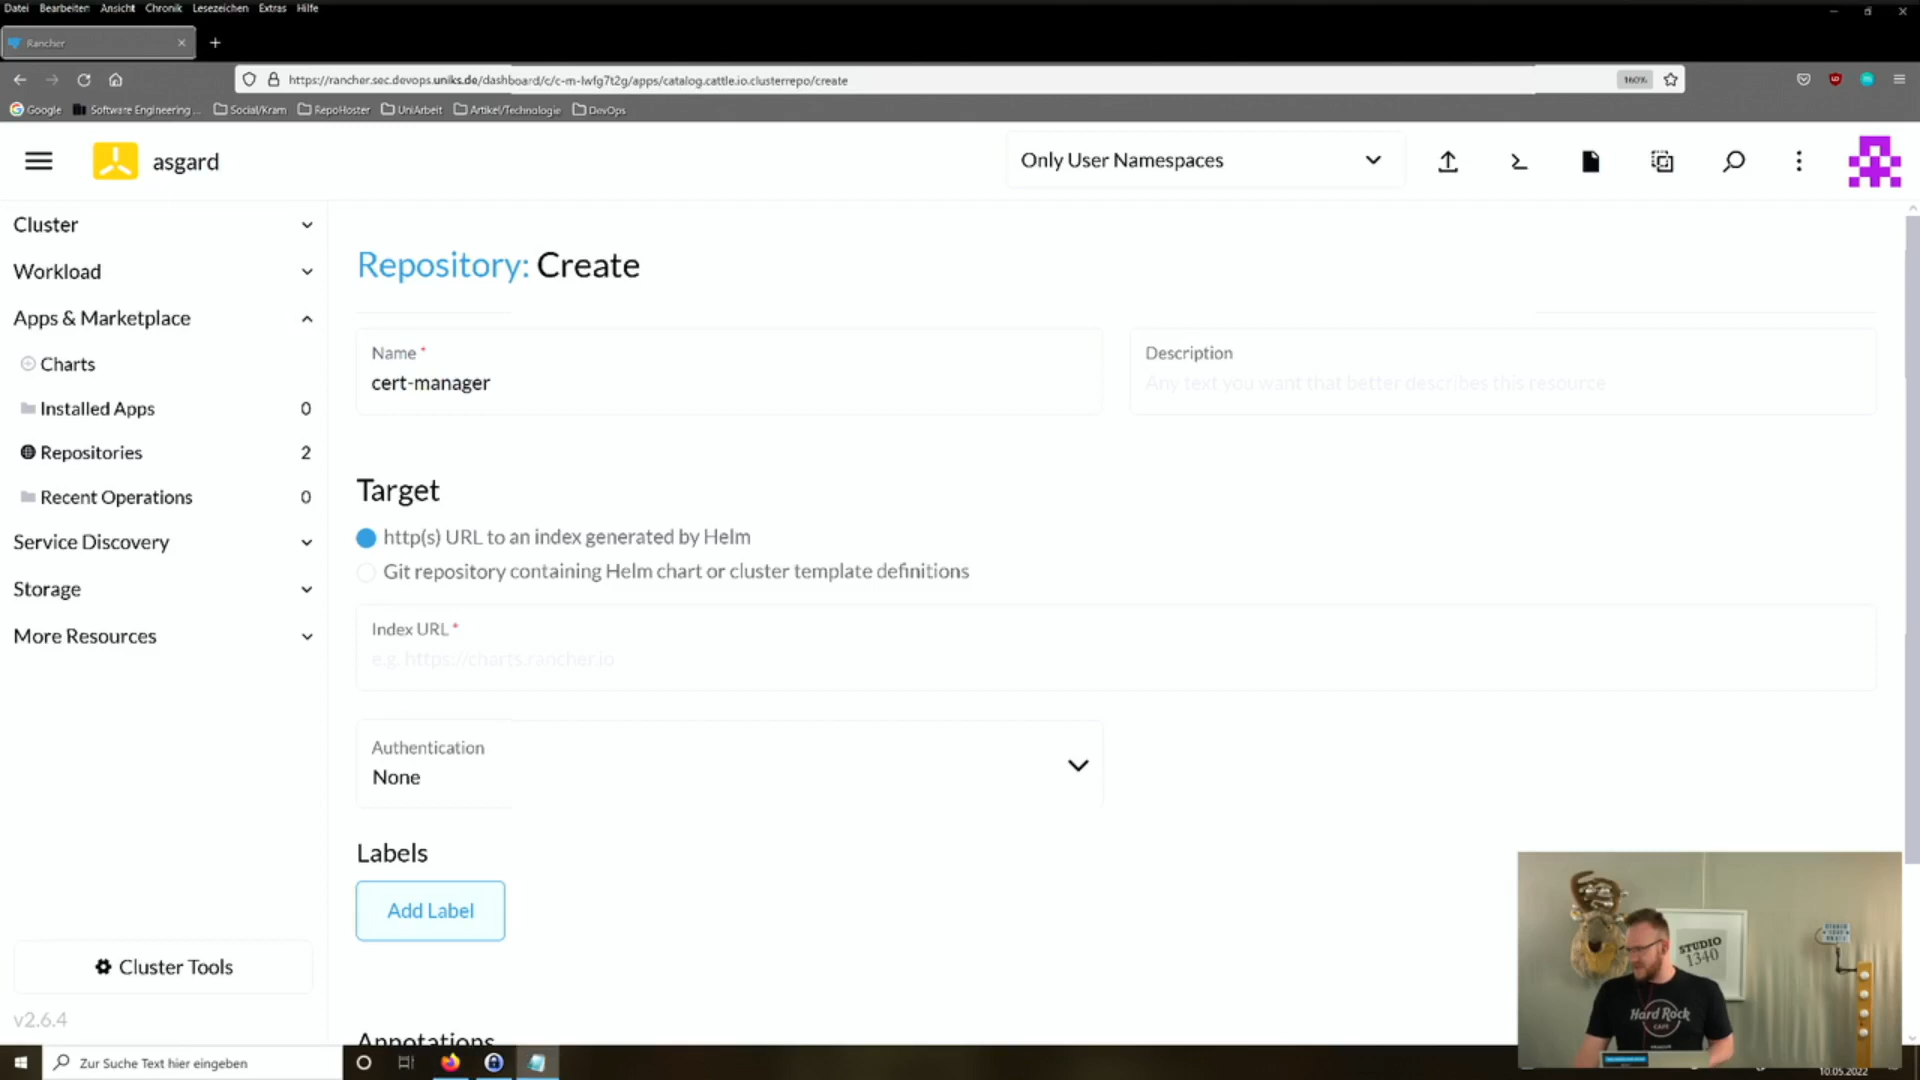 Datei Bearbeiten Ansicht Chronik Lesezeichen Extras Hilfe
Rancher
https://rancher.sec.devops.uniks.de/dashboard/c/c-m-lwfg7t2g/apps/catalog.cattle.io.clusterrepo/create
160%
Google Software Engineering ... Social/Kram RepoHoster UniArbeit Artikel/Technologie DevOps
asgard
Only User Namespaces
Cluster
Workload
Apps & Marketplace
Charts
Installed Apps 0
Repositories 2
Recent Operations 0
Service Discovery
Storage
More Resources
Cluster Tools
v2.6.4
Repository: Create
Name *
cert-manager
Description
Any text you want that better describes this resource
Target
http(s) URL to an index generated by Helm
Git repository containing Helm chart or cluster template definitions
Index URL *
e.g. https://charts.rancher.io
Authentication
None
Labels
Add Label
Annotations
STUDIO
1340
Hard Rock
CAFE
Zur Suche Text hier eingeben
10.05.2022